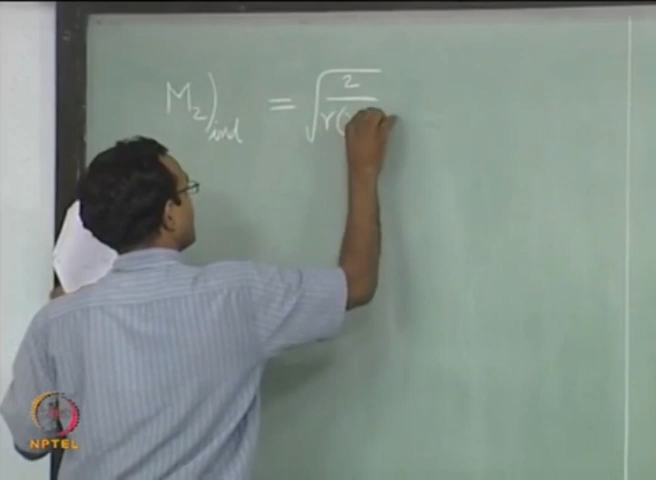 M₂)ind = √(2/γ(
NPTEL